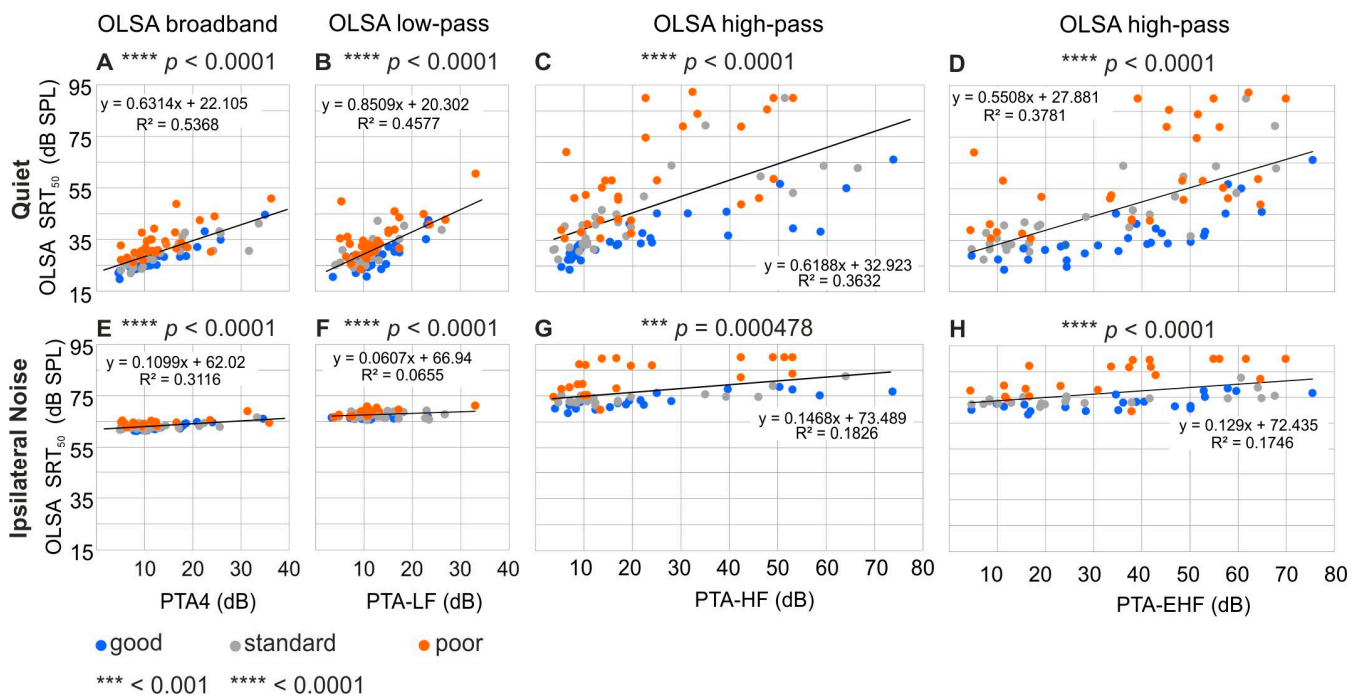 OLSA broadband OLSA low-pass OLSA high-pass OLSA high-pass
A **** p < 0.0001 B **** p < 0.0001 C **** p < 0.0001 D **** p < 0.0001
Quiet
OLSA SRT50 (dB SPL)
95
75
55
35
15
y = 0.6314x + 22.105
R² = 0.5368
y = 0.8509x + 20.302
R² = 0.4577
y = 0.6188x + 32.923
R² = 0.3632
y = 0.5508x + 27.881
R² = 0.3781
E **** p < 0.0001 F **** p < 0.0001 G *** p = 0.000478 H **** p < 0.0001
Ipsilateral Noise
OLSA SRT50 (dB SPL)
95
75
55
35
15
y = 0.1099x + 62.02
R² = 0.3116
y = 0.0607x + 66.94
R² = 0.0655
y = 0.1468x + 73.489
R² = 0.1826
y = 0.129x + 72.435
R² = 0.1746
0 10 20 30 40 0 10 20 30 40 0 10 20 30 40 50 60 70 80 10 20 30 40 50 60 70 80
PTA4 (dB) PTA-LF (dB) PTA-HF (dB) PTA-EHF (dB)
good standard poor
*** < 0.001 **** < 0.0001